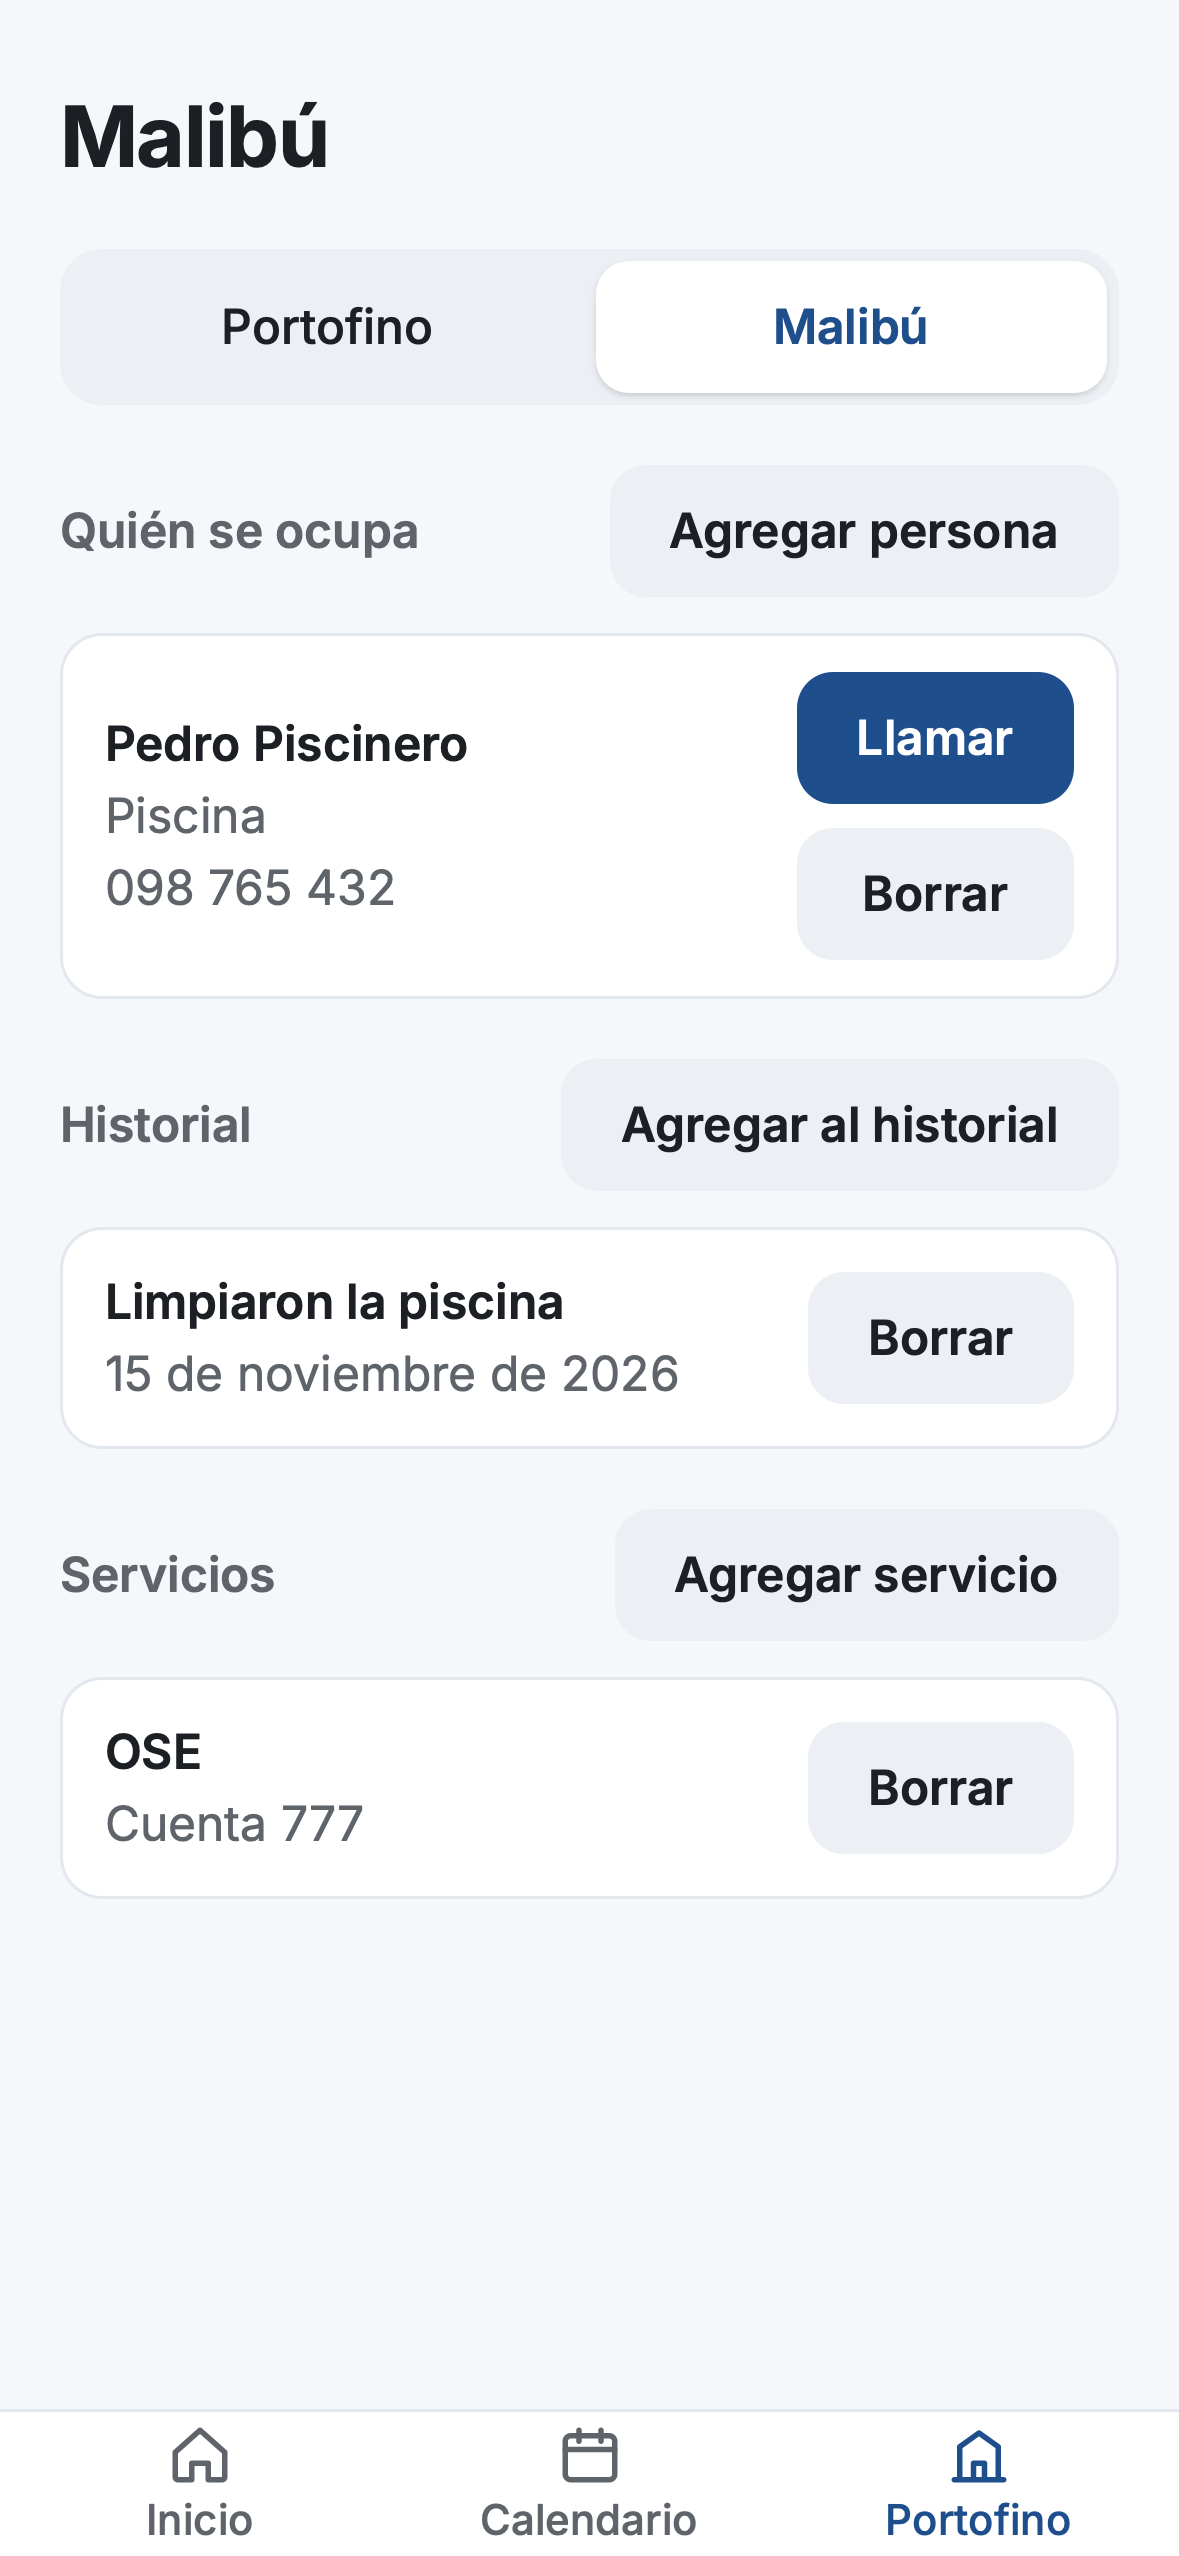 Malibú
Portofino
Malibú
Quién se ocupa
Agregar persona
Pedro Piscinero
Piscina
098 765 432
Llamar
Borrar
Historial
Agregar al historial
Limpiaron la piscina
15 de noviembre de 2026
Borrar
Servicios
Agregar servicio
OSE
Cuenta 777
Borrar
Inicio
Calendario
Portofino